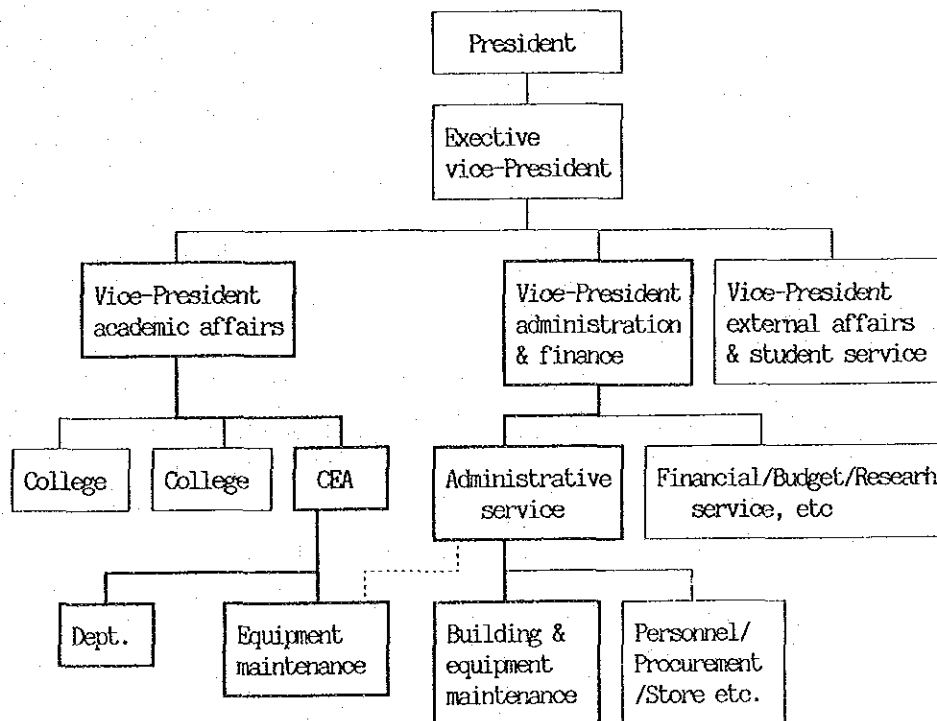 President
Exective
vice-President
Vice-President
academic affairs
Vice-President
administration
& finance
Vice-President
external affairs
& student service
College
College
CEA
Administrative
service
Financial/Budget/Researh
service, etc
Dept.
Equipment
maintenance
Building &
equipment
maintenance
Personnel/
Procurement
/Store etc.